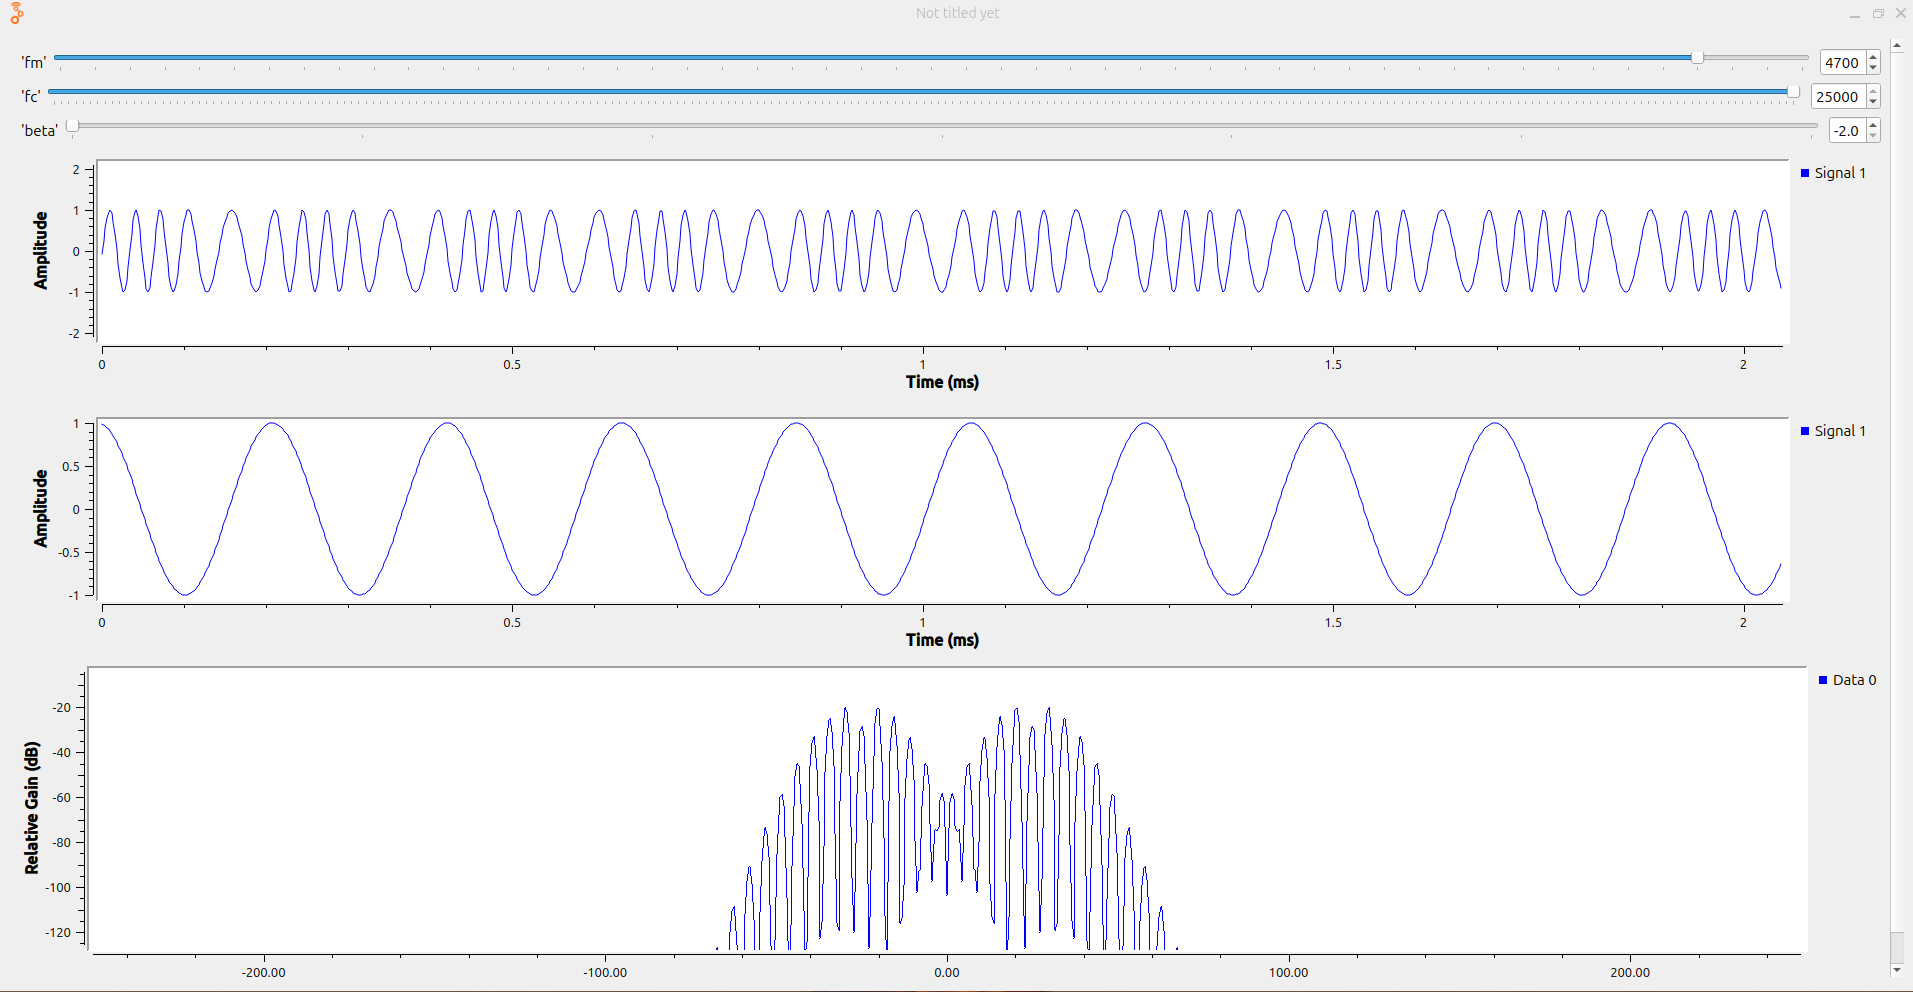 Not titled yet
'fm' 4700
'fc' 25000
'beta' -2.0
2
1
0
-1
-2
Amplitude
Signal 1
0 0.5 1 1.5 2
Time (ms)
1
0.5
0
-0.5
-1
Amplitude
Signal 1
0 0.5 1 1.5 2
Time (ms)
-20
-40
-60
-80
-100
-120
Relative Gain (dB)
Data 0
-200.00 -100.00 0.00 100.00 200.00